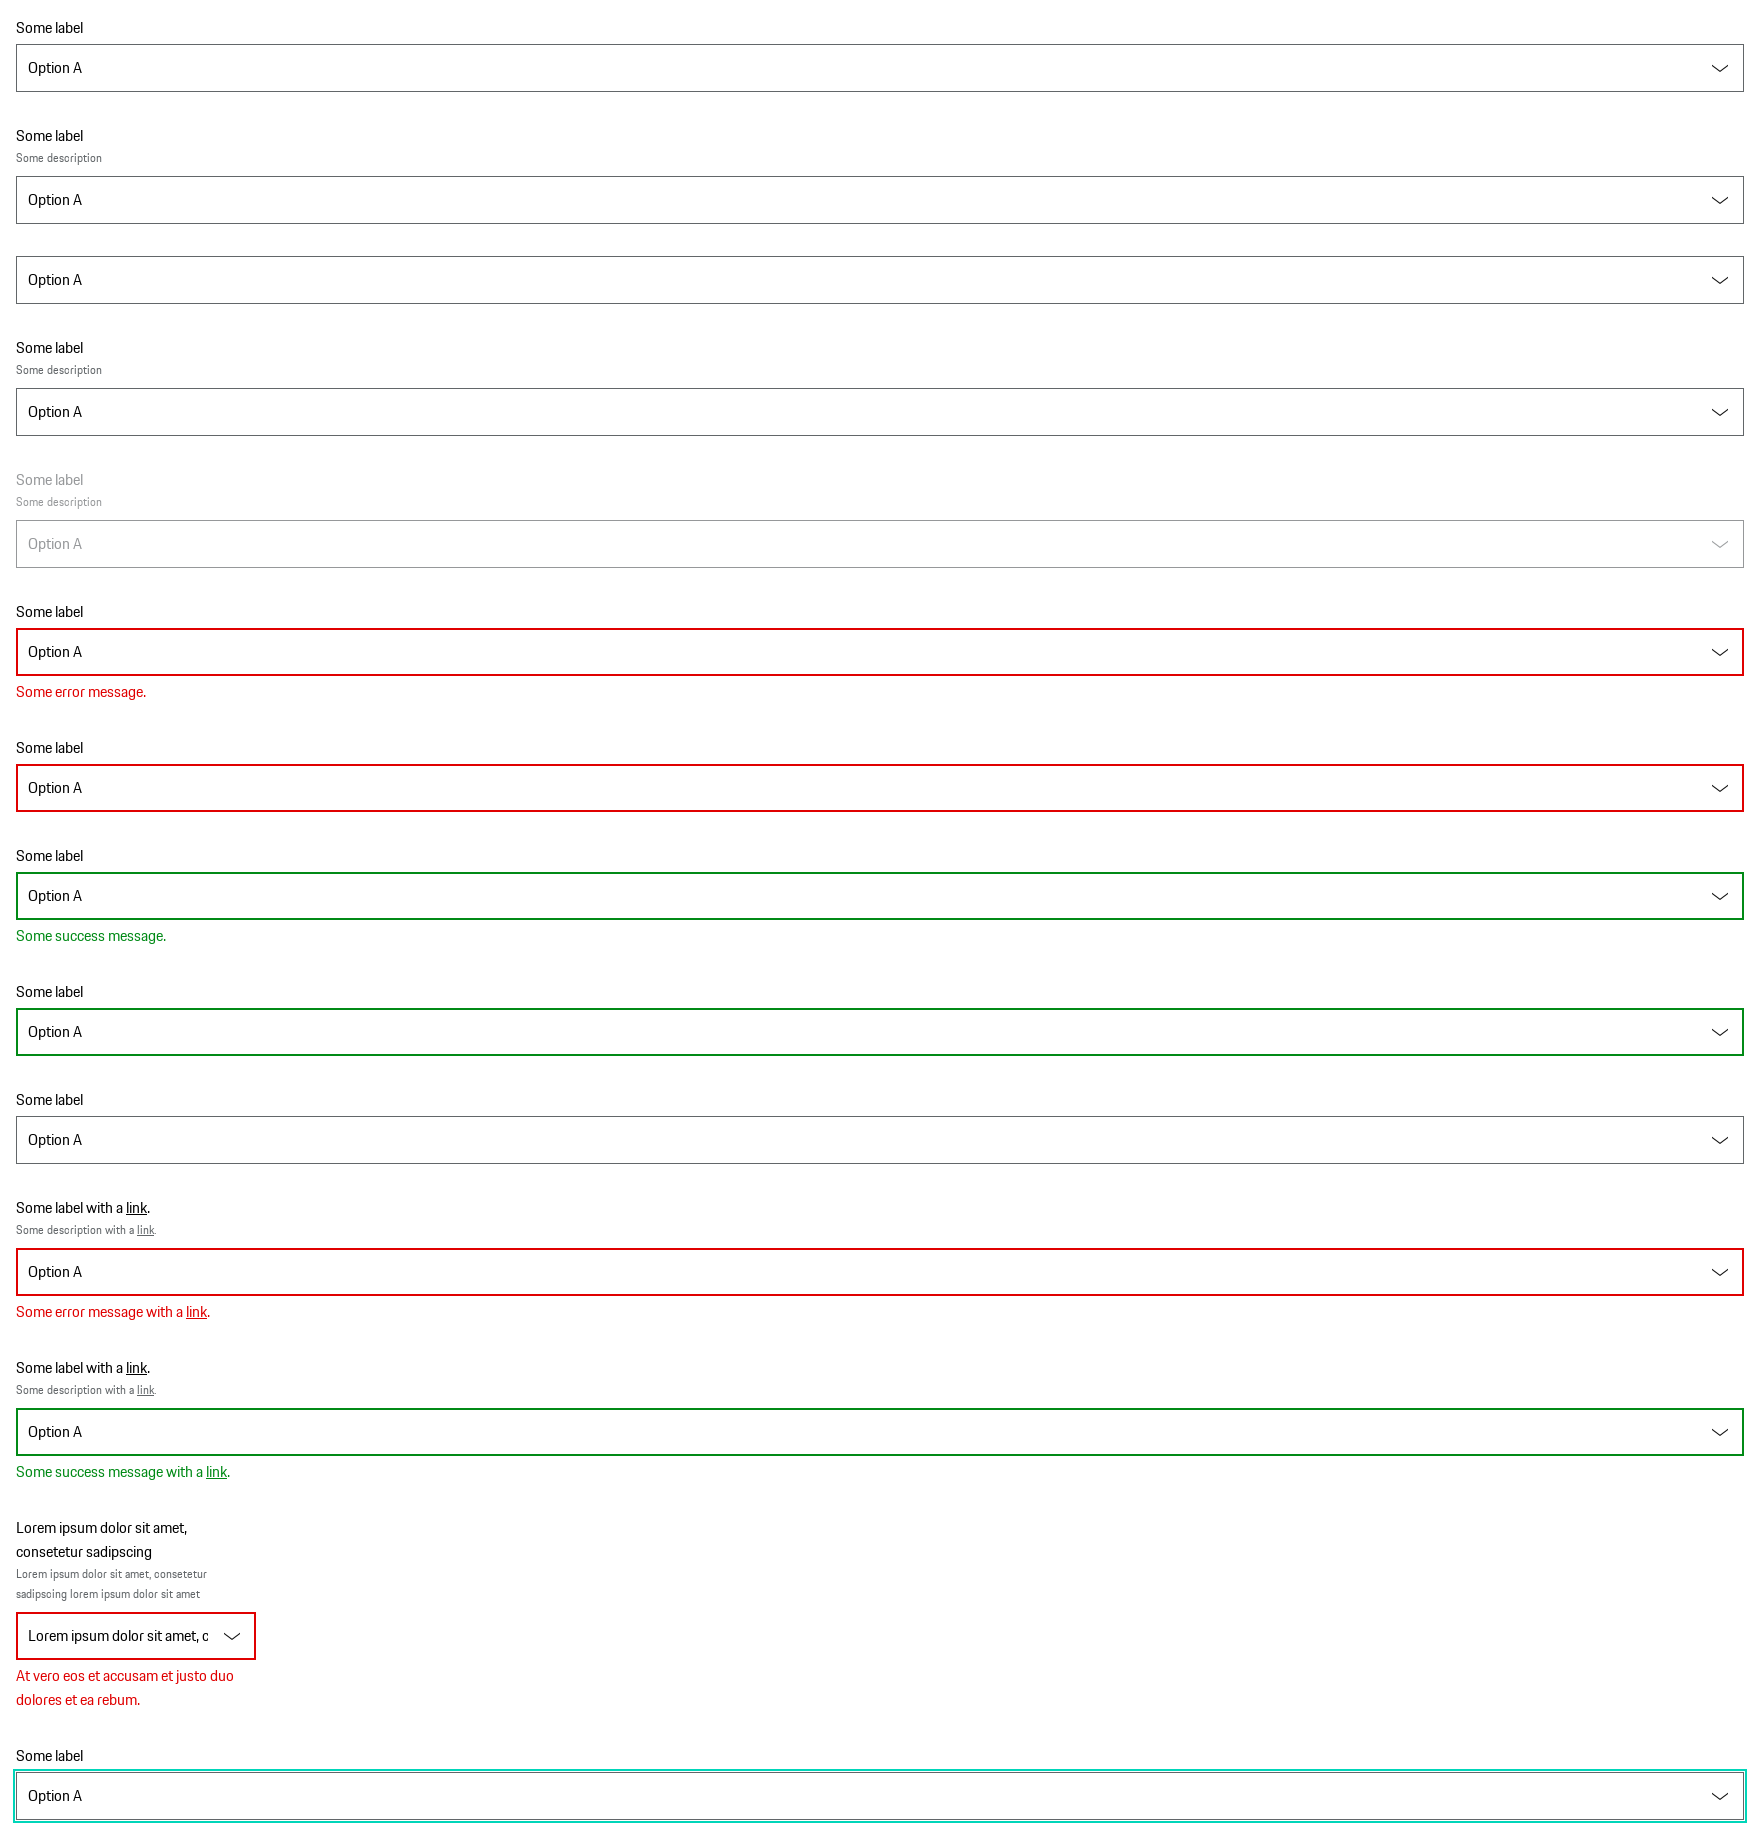 Some label
Option A
Some label
Some description
Option A
Option A
Some label
Some description
Option A
Some label
Some description
Option A
Some label
Option A
Some error message.
Some label
Option A
Some label
Option A
Some success message.
Some label
Option A
Some label
Option A
Some label with a link.
Some description with a link.
Option A
Some error message with a link.
Some label with a link.
Some description with a link.
Option A
Some success message with a link.
Lorem ipsum dolor sit amet,
consetetur sadipscing
Lorem ipsum dolor sit amet, consetetur
sadipscing lorem ipsum dolor sit amet
Lorem ipsum dolor sit amet, c
At vero eos et accusam et justo duo
dolores et ea rebum.
Some label
Option A